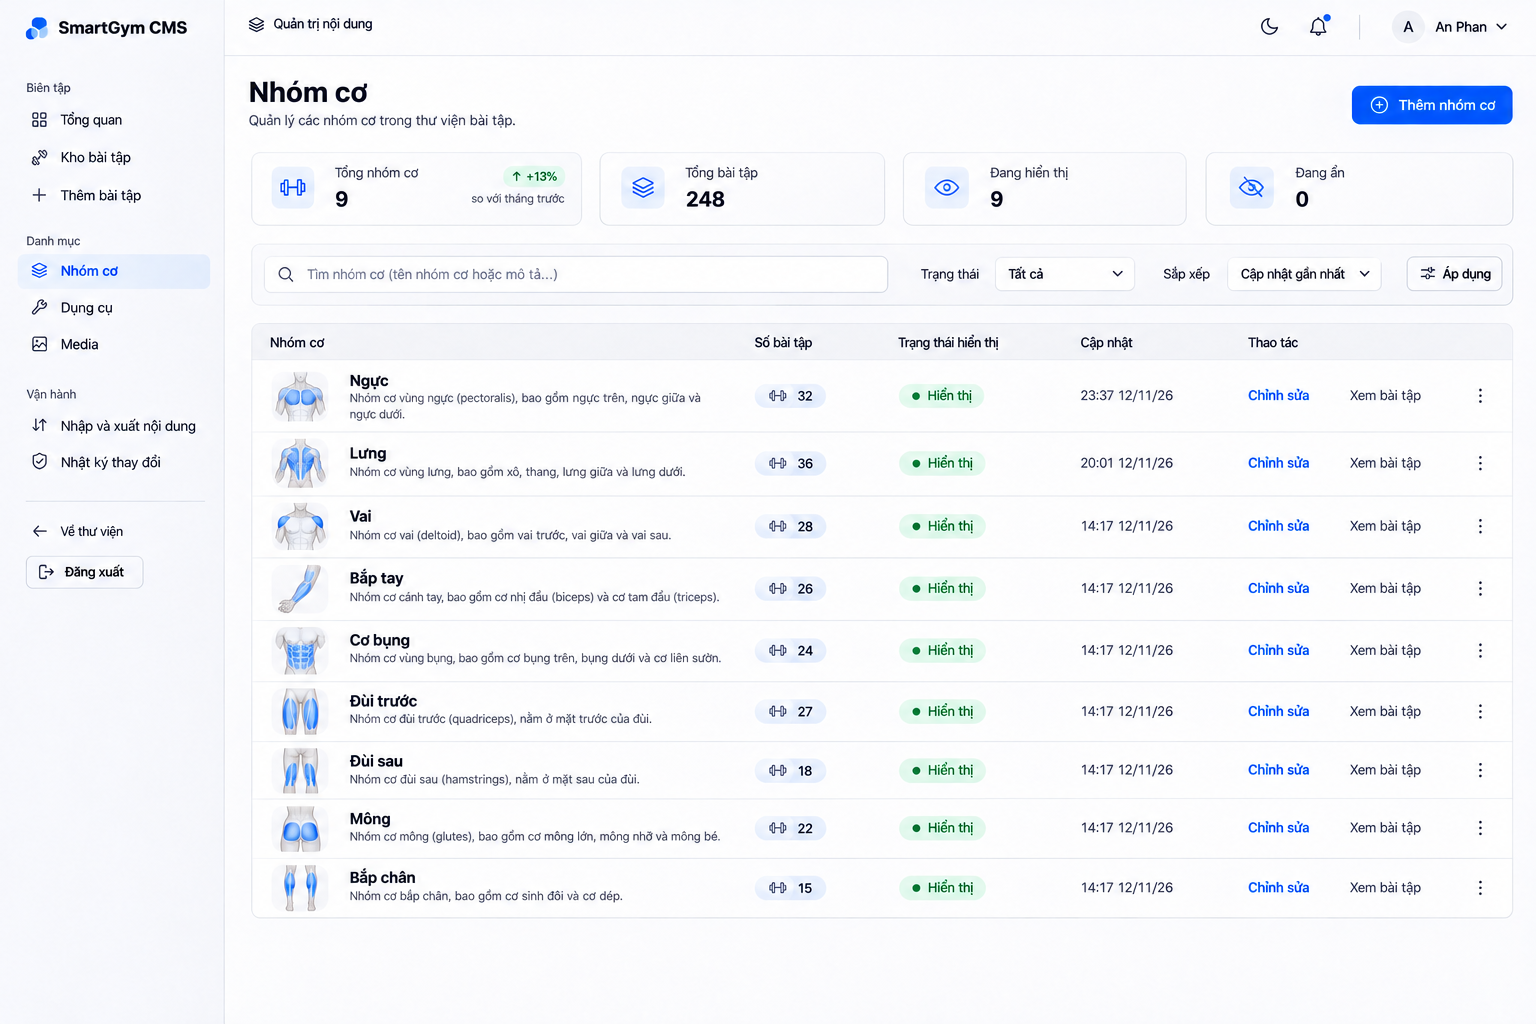 SmartGym CMS
Quản trị nội dung
A
An Phan
Biên tập
Tổng quan
Kho bài tập
Thêm bài tập
Danh mục
Nhóm cơ
Dụng cụ
Media
Vận hành
Nhập và xuất nội dung
Nhật ký thay đổi
Về thư viện
Đăng xuất
Nhóm cơ
Quản lý các nhóm cơ trong thư viện bài tập.
Thêm nhóm cơ
Tổng nhóm cơ
9
↑ +13%
so với tháng trước
Tổng bài tập
248
Đang hiển thị
9
Đang ẩn
0
Tìm nhóm cơ (tên nhóm cơ hoặc mô tả...)
Trạng thái
Tất cả
Sắp xếp
Cập nhật gần nhất
Áp dụng
Nhóm cơ Số bài tập Trạng thái hiển thị Cập nhật Thao tác
Ngực
Nhóm cơ vùng ngực (pectoralis), bao gồm ngực trên, ngực giữa và
ngực dưới.
32 Hiển thị 23:37 12/11/26 Chỉnh sửa Xem bài tập
Lưng
Nhóm cơ vùng lưng, bao gồm xô, thang, lưng giữa và lưng dưới.
36 Hiển thị 20:01 12/11/26 Chỉnh sửa Xem bài tập
Vai
Nhóm cơ vai (deltoid), bao gồm vai trước, vai giữa và vai sau.
28 Hiển thị 14:17 12/11/26 Chỉnh sửa Xem bài tập
Bắp tay
Nhóm cơ cánh tay, bao gồm cơ nhị đầu (biceps) và cơ tam đầu (triceps).
26 Hiển thị 14:17 12/11/26 Chỉnh sửa Xem bài tập
Cơ bụng
Nhóm cơ vùng bụng, bao gồm cơ bụng trên, bụng dưới và cơ liên sườn.
24 Hiển thị 14:17 12/11/26 Chỉnh sửa Xem bài tập
Đùi trước
Nhóm cơ đùi trước (quadriceps), nằm ở mặt trước của đùi.
27 Hiển thị 14:17 12/11/26 Chỉnh sửa Xem bài tập
Đùi sau
Nhóm cơ đùi sau (hamstrings), nằm ở mặt sau của đùi.
18 Hiển thị 14:17 12/11/26 Chỉnh sửa Xem bài tập
Mông
Nhóm cơ mông (glutes), bao gồm cơ mông lớn, mông nhỡ và mông bé.
22 Hiển thị 14:17 12/11/26 Chỉnh sửa Xem bài tập
Bắp chân
Nhóm cơ bắp chân, bao gồm cơ sinh đôi và cơ dép.
15 Hiển thị 14:17 12/11/26 Chỉnh sửa Xem bài tập